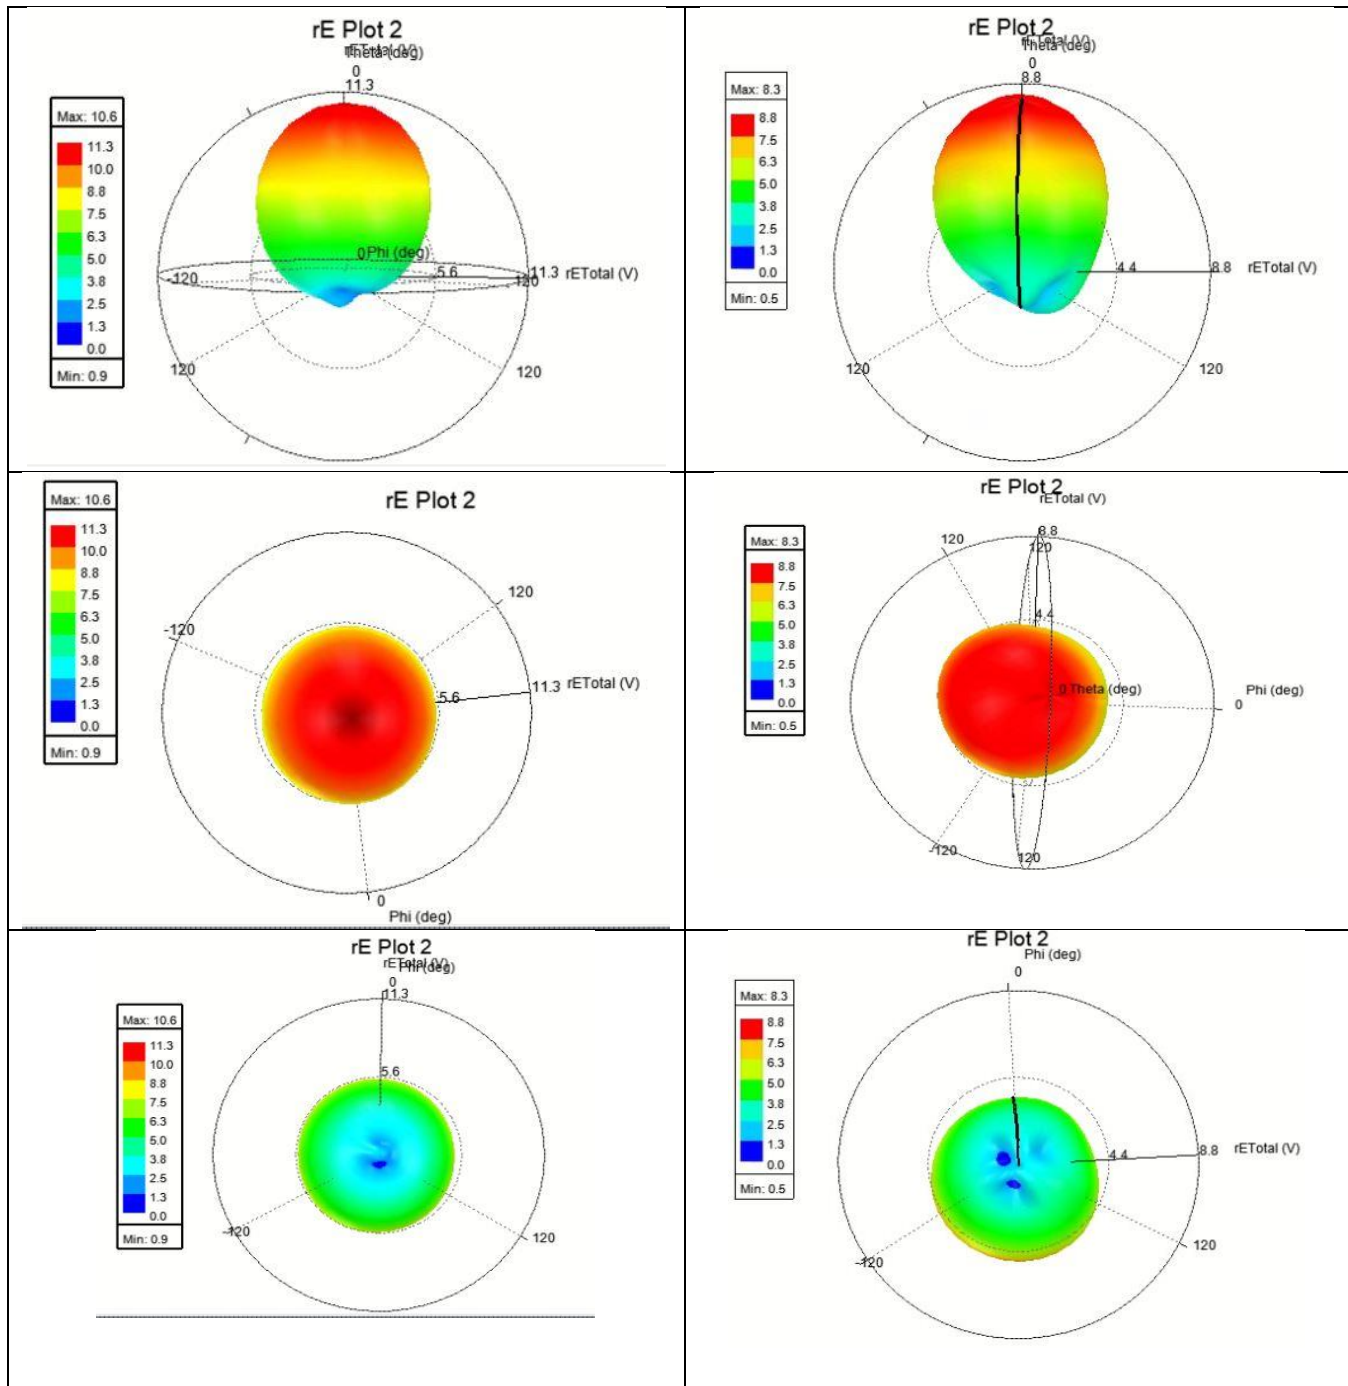 rE Plot 2
rETotal (V)
Theta (deg)
0
11.3
Max: 10.6
11.3
10.0
8.8
7.5
6.3
5.0
3.8
2.5
1.3
0.0
Min: 0.9
0 Phi (deg)
-120
5.6
11.3 rETotal (V)
120
120
120
rE Plot 2
rETotal (V)
Theta (deg)
0
8.8
Max: 8.3
8.8
7.5
6.3
5.0
3.8
2.5
1.3
0.0
Min: 0.5
4.4
8.8 rETotal (V)
120
120
rE Plot 2
Max: 10.6
11.3
10.0
8.8
7.5
6.3
5.0
3.8
2.5
1.3
0.0
Min: 0.9
120
-120
5.6
11.3 rETotal (V)
0
Phi (deg)
rE Plot 2
rETotal (V)
8.8
120
120
Max: 8.3
8.8
7.5
6.3
5.0
3.8
2.5
1.3
0.0
Min: 0.5
4.4
0 Theta (deg)
Phi (deg)
0
-120
120
rE Plot 2
rETotal (V)
Phi (deg)
0
11.3
Max: 10.6
11.3
10.0
8.8
7.5
6.3
5.0
3.8
2.5
1.3
0.0
Min: 0.9
5.6
-120
120
rE Plot 2
Phi (deg)
0
Max: 8.3
8.8
7.5
6.3
5.0
3.8
2.5
1.3
0.0
Min: 0.5
4.4
8.8 rETotal (V)
120
-120